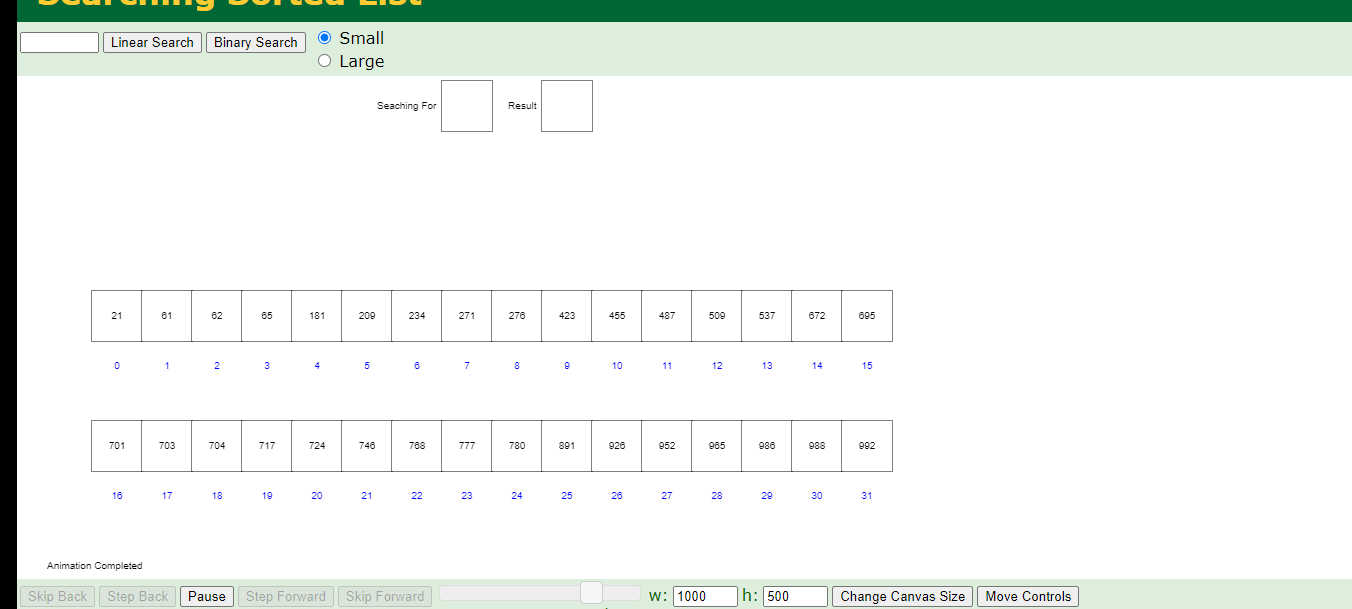 Searching Sorted List
Linear Search Binary Search Small
Large
Seaching For Result
21 61 62 65 181 209 234 271 276 423 455 487 509 537 672 695
0 1 2 3 4 5 6 7 8 9 10 11 12 13 14 15
701 703 704 717 724 746 768 777 780 891 926 952 965 986 988 992
16 17 18 19 20 21 22 23 24 25 26 27 28 29 30 31
Animation Completed
Skip Back Step Back Pause Step Forward Skip Forward w: 1000 h: 500 Change Canvas Size Move Controls